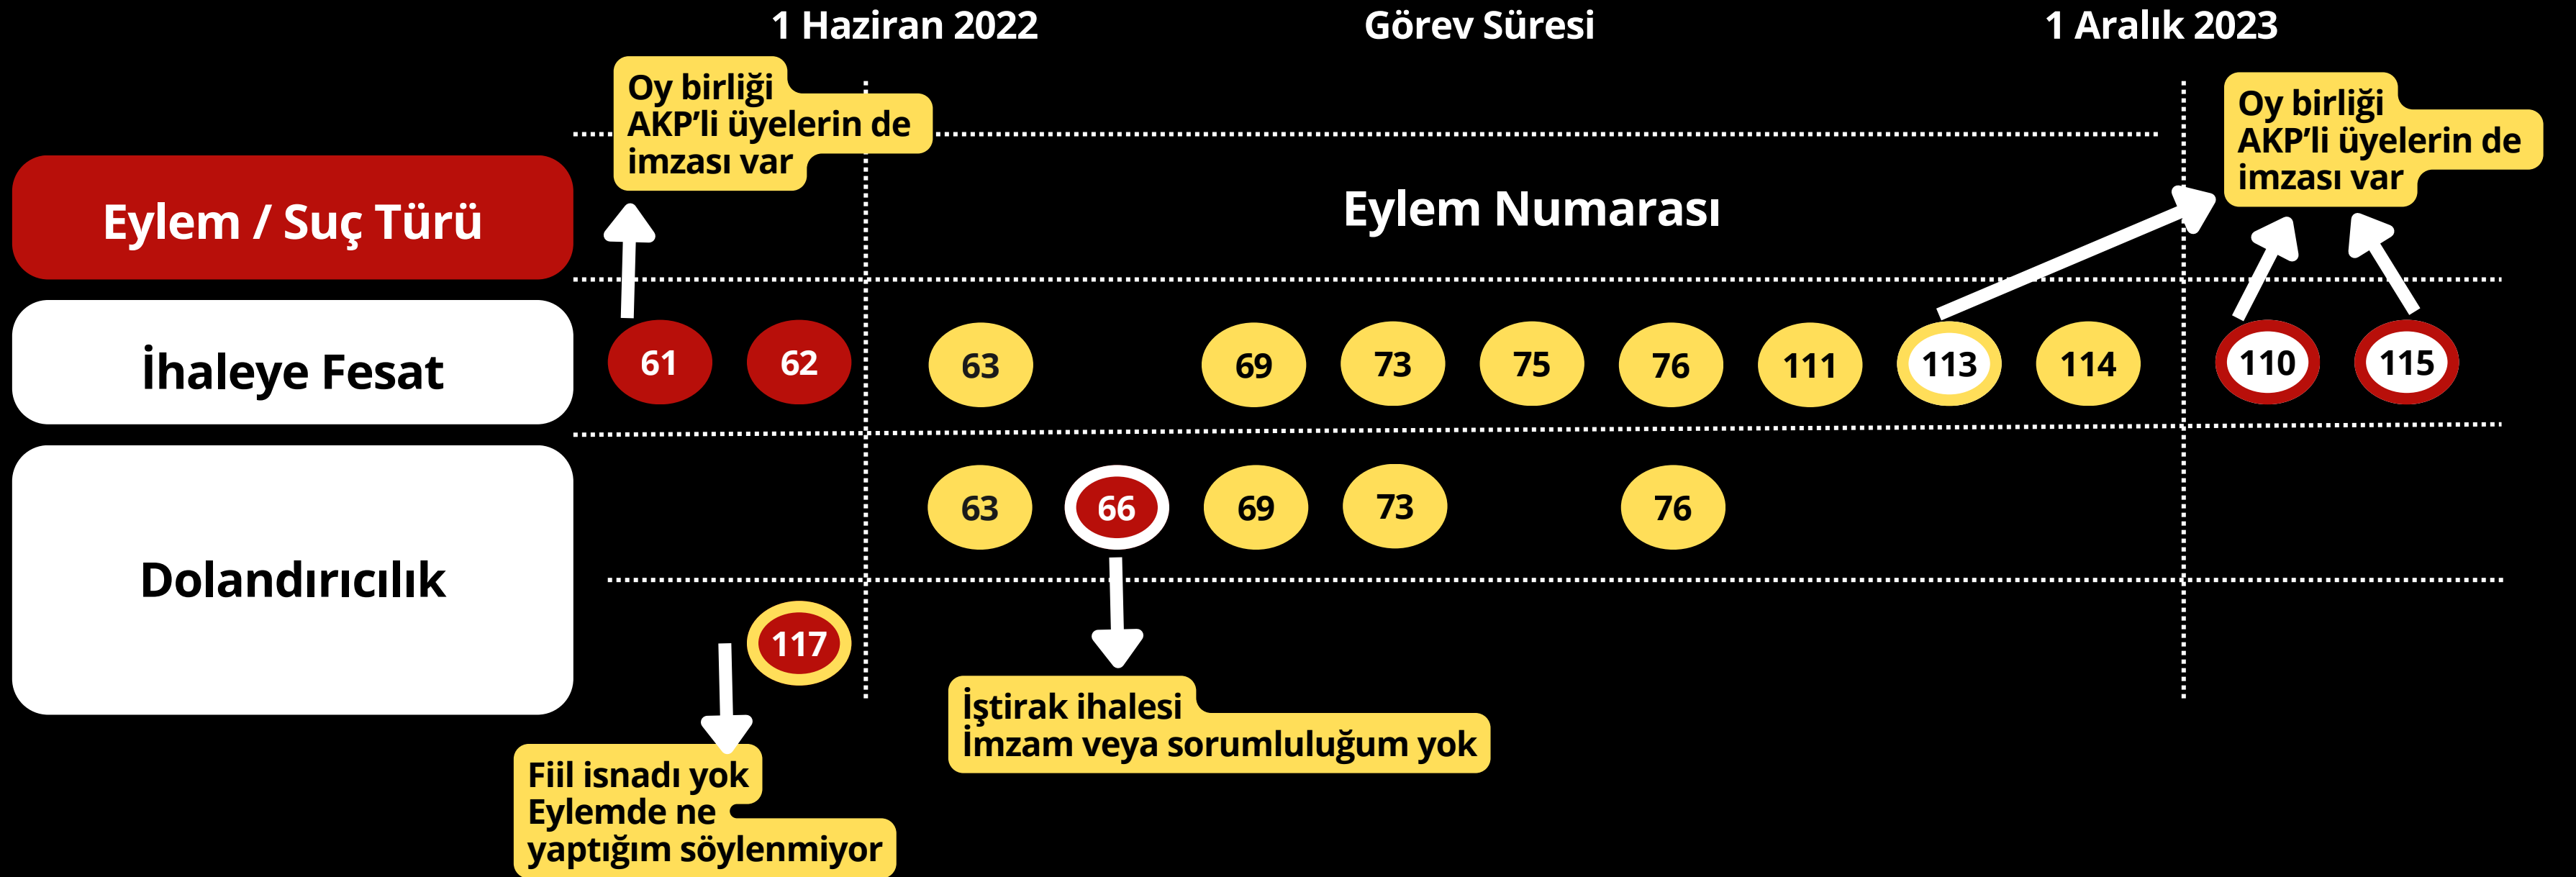 1 Haziran 2022
Görev Süresi
1 Aralık 2023
Oy birliği
AKP'li üyelerin de
imzası var
Oy birliği
AKP'li üyelerin de
imzası var
Eylem / Suç Türü
Eylem Numarası
İhaleye Fesat
61
62
63
69
73
75
76
111
113
114
110
115
Dolandırıcılık
63
66
69
73
76
117
İştirak ihalesi
İmzam veya sorumluluğum yok
Fiil isnadı yok
Eylemde ne
yaptığım söylenmiyor